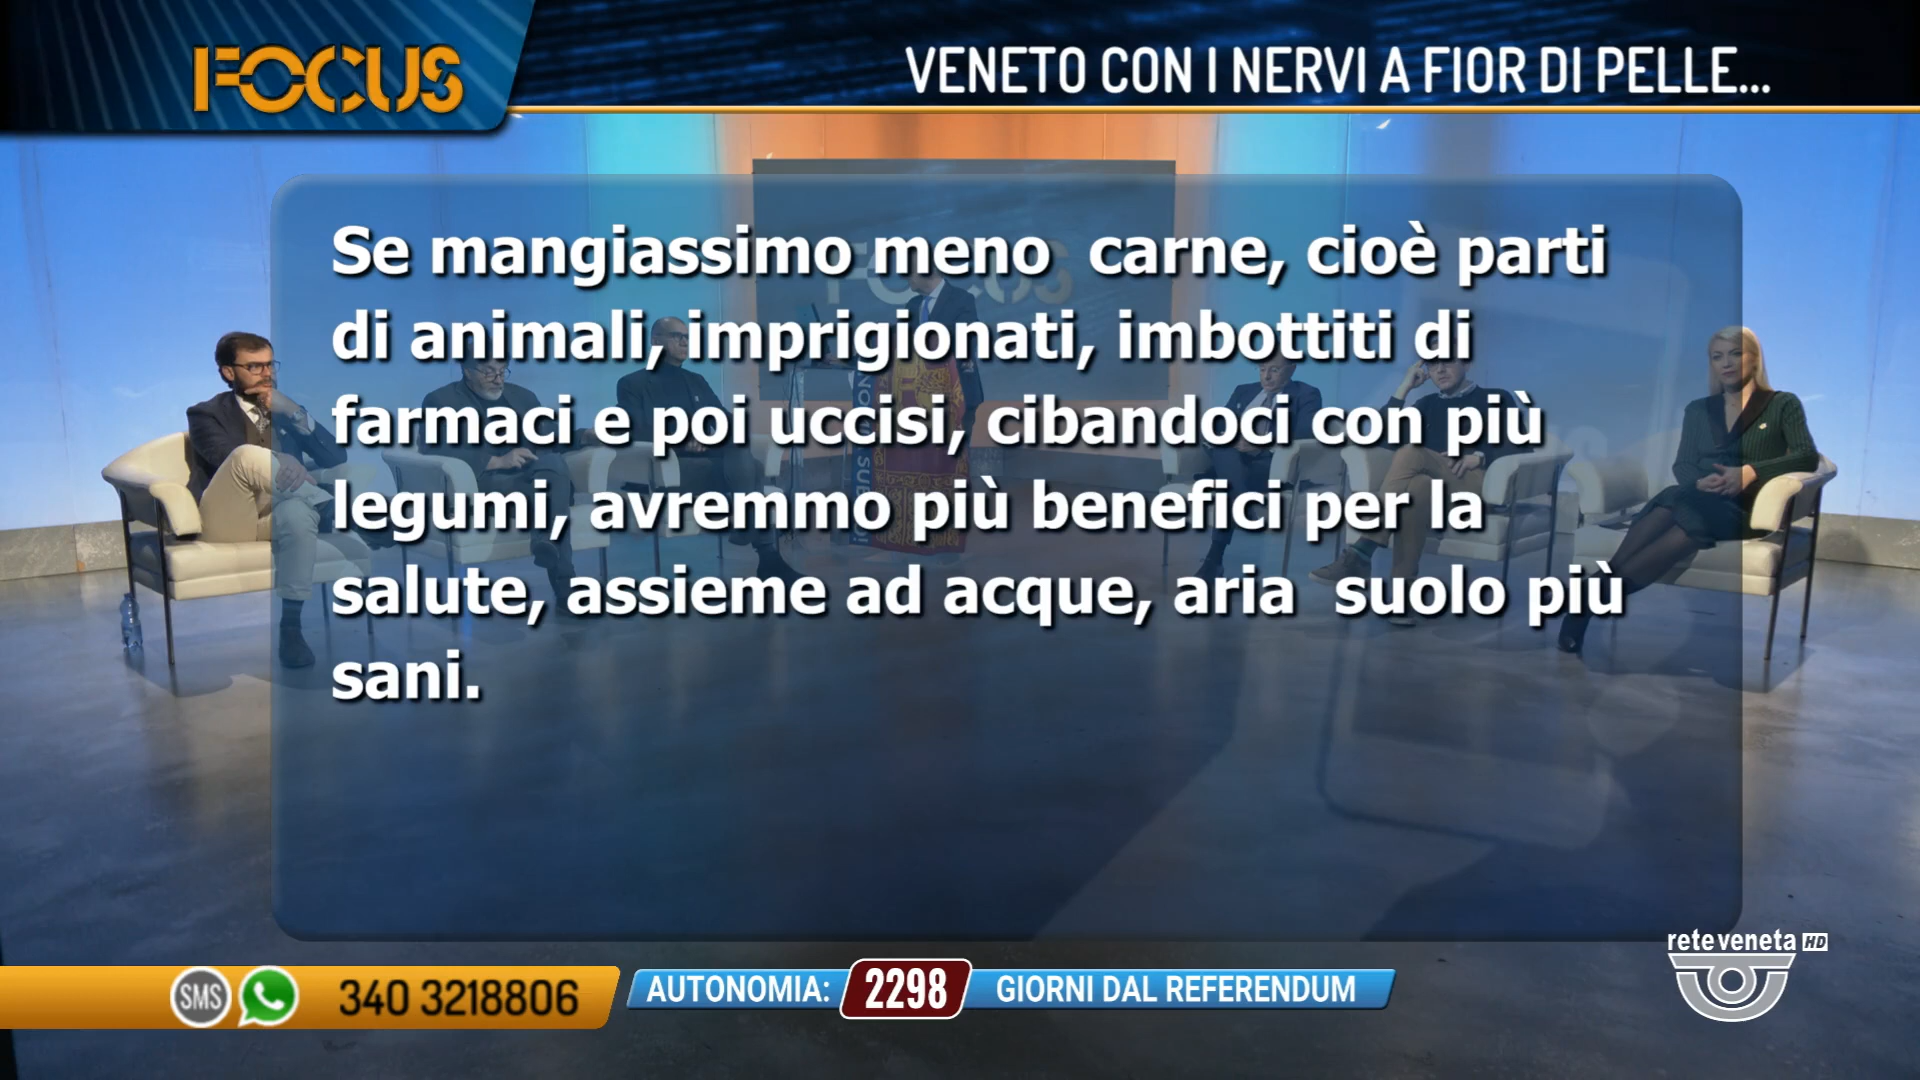 FOCUS
VENETO CON I NERVI A FIOR DI PELLE...
Se mangiassimo meno carne, cioè parti
di animali, imprigionati, imbottiti di
farmaci e poi uccisi, cibandoci con più
legumi, avremmo più benefici per la
salute, assieme ad acque, aria suolo più
sani.
reteveneta HD
SMS 340 3218806
AUTONOMIA: 2298 GIORNI DAL REFERENDUM